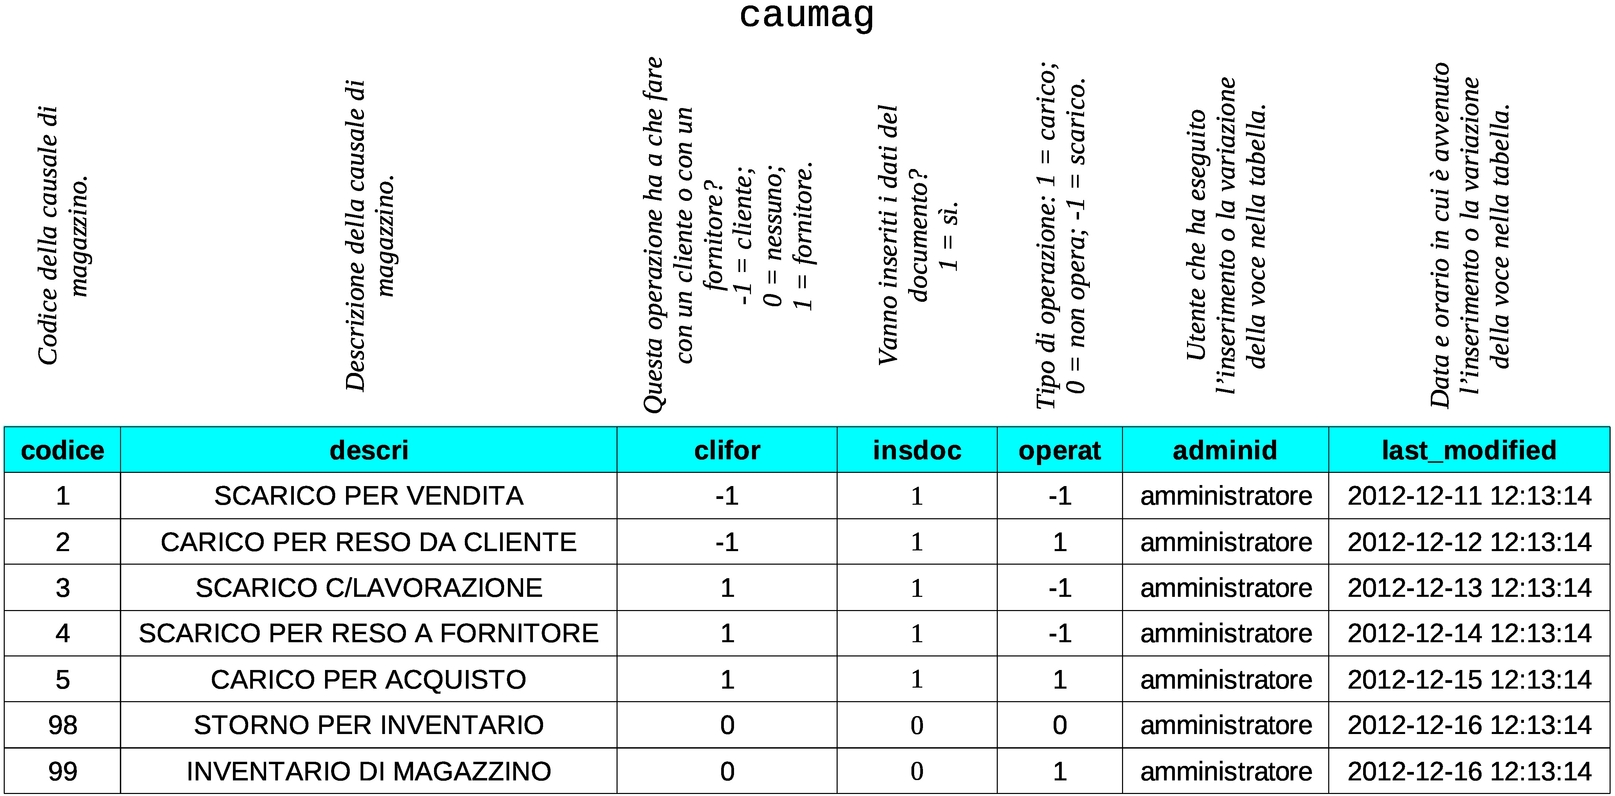 caumag
Codice della causale di
magazzino.
Descrizione della causale di
magazzino.
Questa operazione ha a che fare
con un cliente o con un
fornitore?
-1 = cliente;
0 = nessuno;
1 = fornitore.
Vanno inseriti i dati del
documento?
1 = sì.
Tipo di operazione: 1 = carico;
0 = non opera; -1 = scarico.
Utente che ha eseguito
l'inserimento o la variazione
della voce nella tabella.
Data e orario in cui è avvenuto
l'inserimento o la variazione
della voce nella tabella.
codice descri clifor insdoc operat adminid last_modified
1 SCARICO PER VENDITA -1 1 -1 amministratore 2012-12-11 12:13:14
2 CARICO PER RESO DA CLIENTE -1 1 1 amministratore 2012-12-12 12:13:14
3 SCARICO C/LAVORAZIONE 1 1 -1 amministratore 2012-12-13 12:13:14
4 SCARICO PER RESO A FORNITORE 1 1 -1 amministratore 2012-12-14 12:13:14
5 CARICO PER ACQUISTO 1 1 1 amministratore 2012-12-15 12:13:14
98 STORNO PER INVENTARIO 0 0 0 amministratore 2012-12-16 12:13:14
99 INVENTARIO DI MAGAZZINO 0 0 1 amministratore 2012-12-16 12:13:14